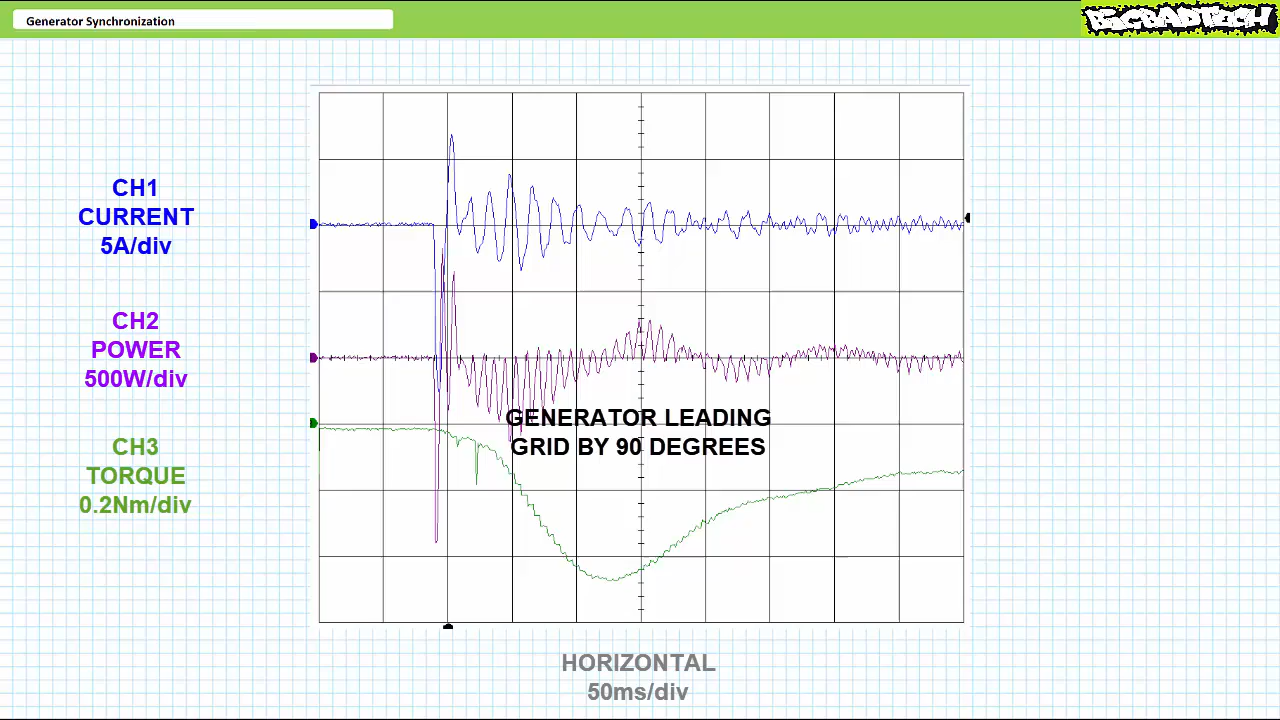 Generator Synchronization
BIGBADTECH
CH1
CURRENT
5A/div
CH2
POWER
500W/div
CH3
TORQUE
0.2Nm/div
GENERATOR LEADING
GRID BY 90 DEGREES
HORIZONTAL
50ms/div